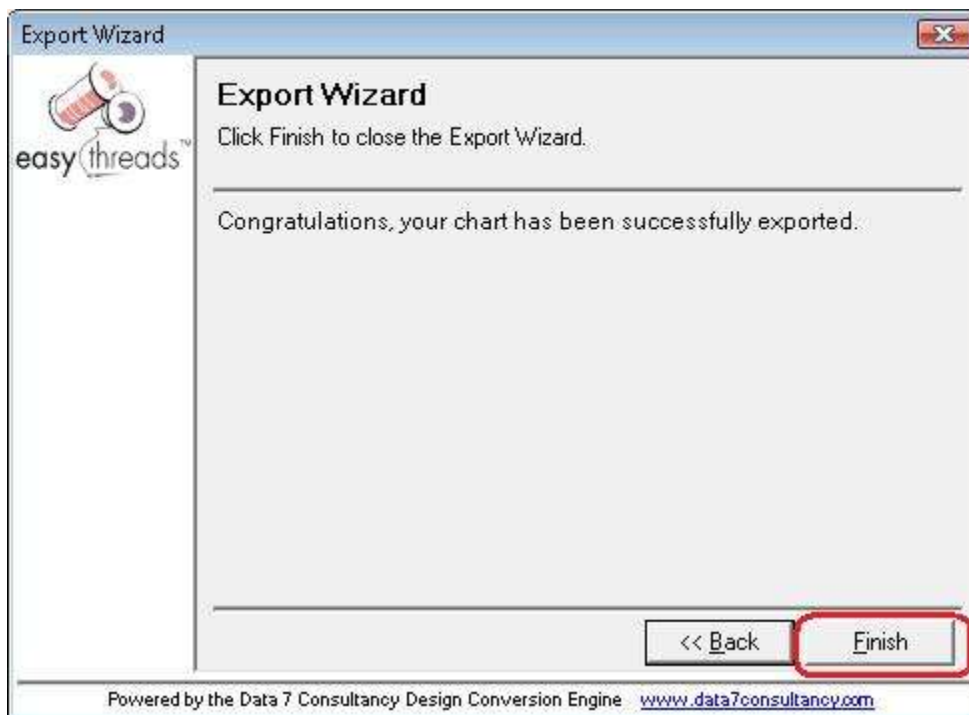 Export Wizard
easy threads™
Export Wizard
Click Finish to close the Export Wizard.
Congratulations, your chart has been successfully exported.
<< Back
Finish
Powered by the Data 7 Consultancy Design Conversion Engine www.data7consultancy.com